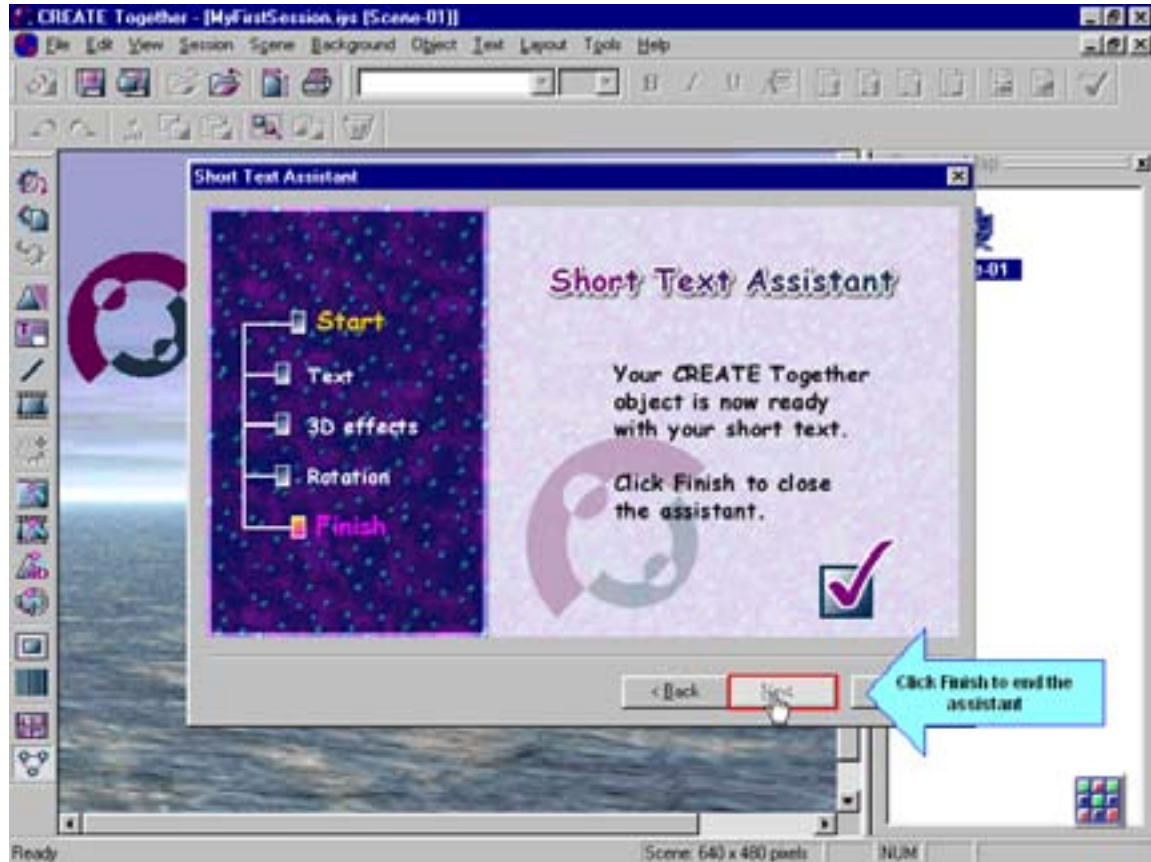 CREATE Together - [MyFirstSession.iys [Scene-01]]
File Edit View Session Scene Background Object Text Layout Tools Help
B I U
Short Text Assistant
Short Text Assistant
Start
Text
3D effects
Rotation
Finish
Your CREATE Together
object is now ready
with your short text.
Click Finish to close
the assistant.
-01
< Back
Click Finish to end the
assistant
Ready
Scene: 640 x 480 pixels
NUM